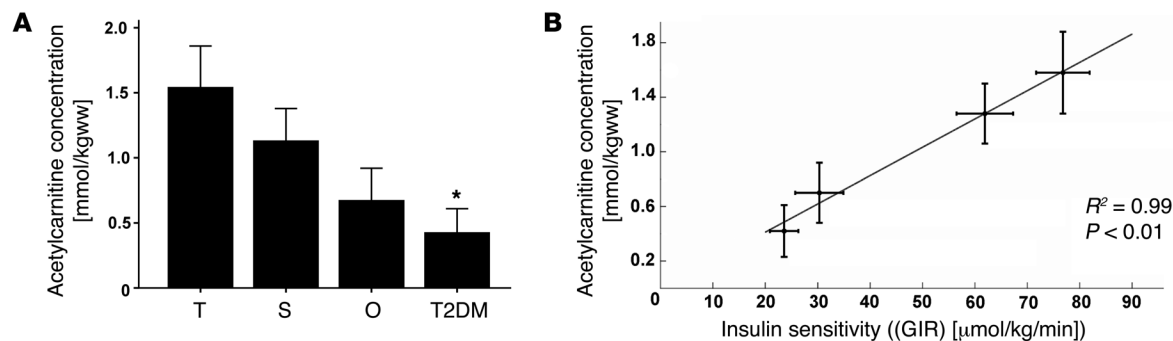 A
Acetylcarnitine concentration
[mmol/kgww]
2.0
1.5
1.0
0.5
0
*
T S O T2DM
B
Acetylcarnitine concentration
[mmol/kgww]
1.8
1.4
1.0
0.6
0.2
R² = 0.99
P < 0.01
0 10 20 30 40 50 60 70 80 90
Insulin sensitivity ((GIR) [μmol/kg/min])